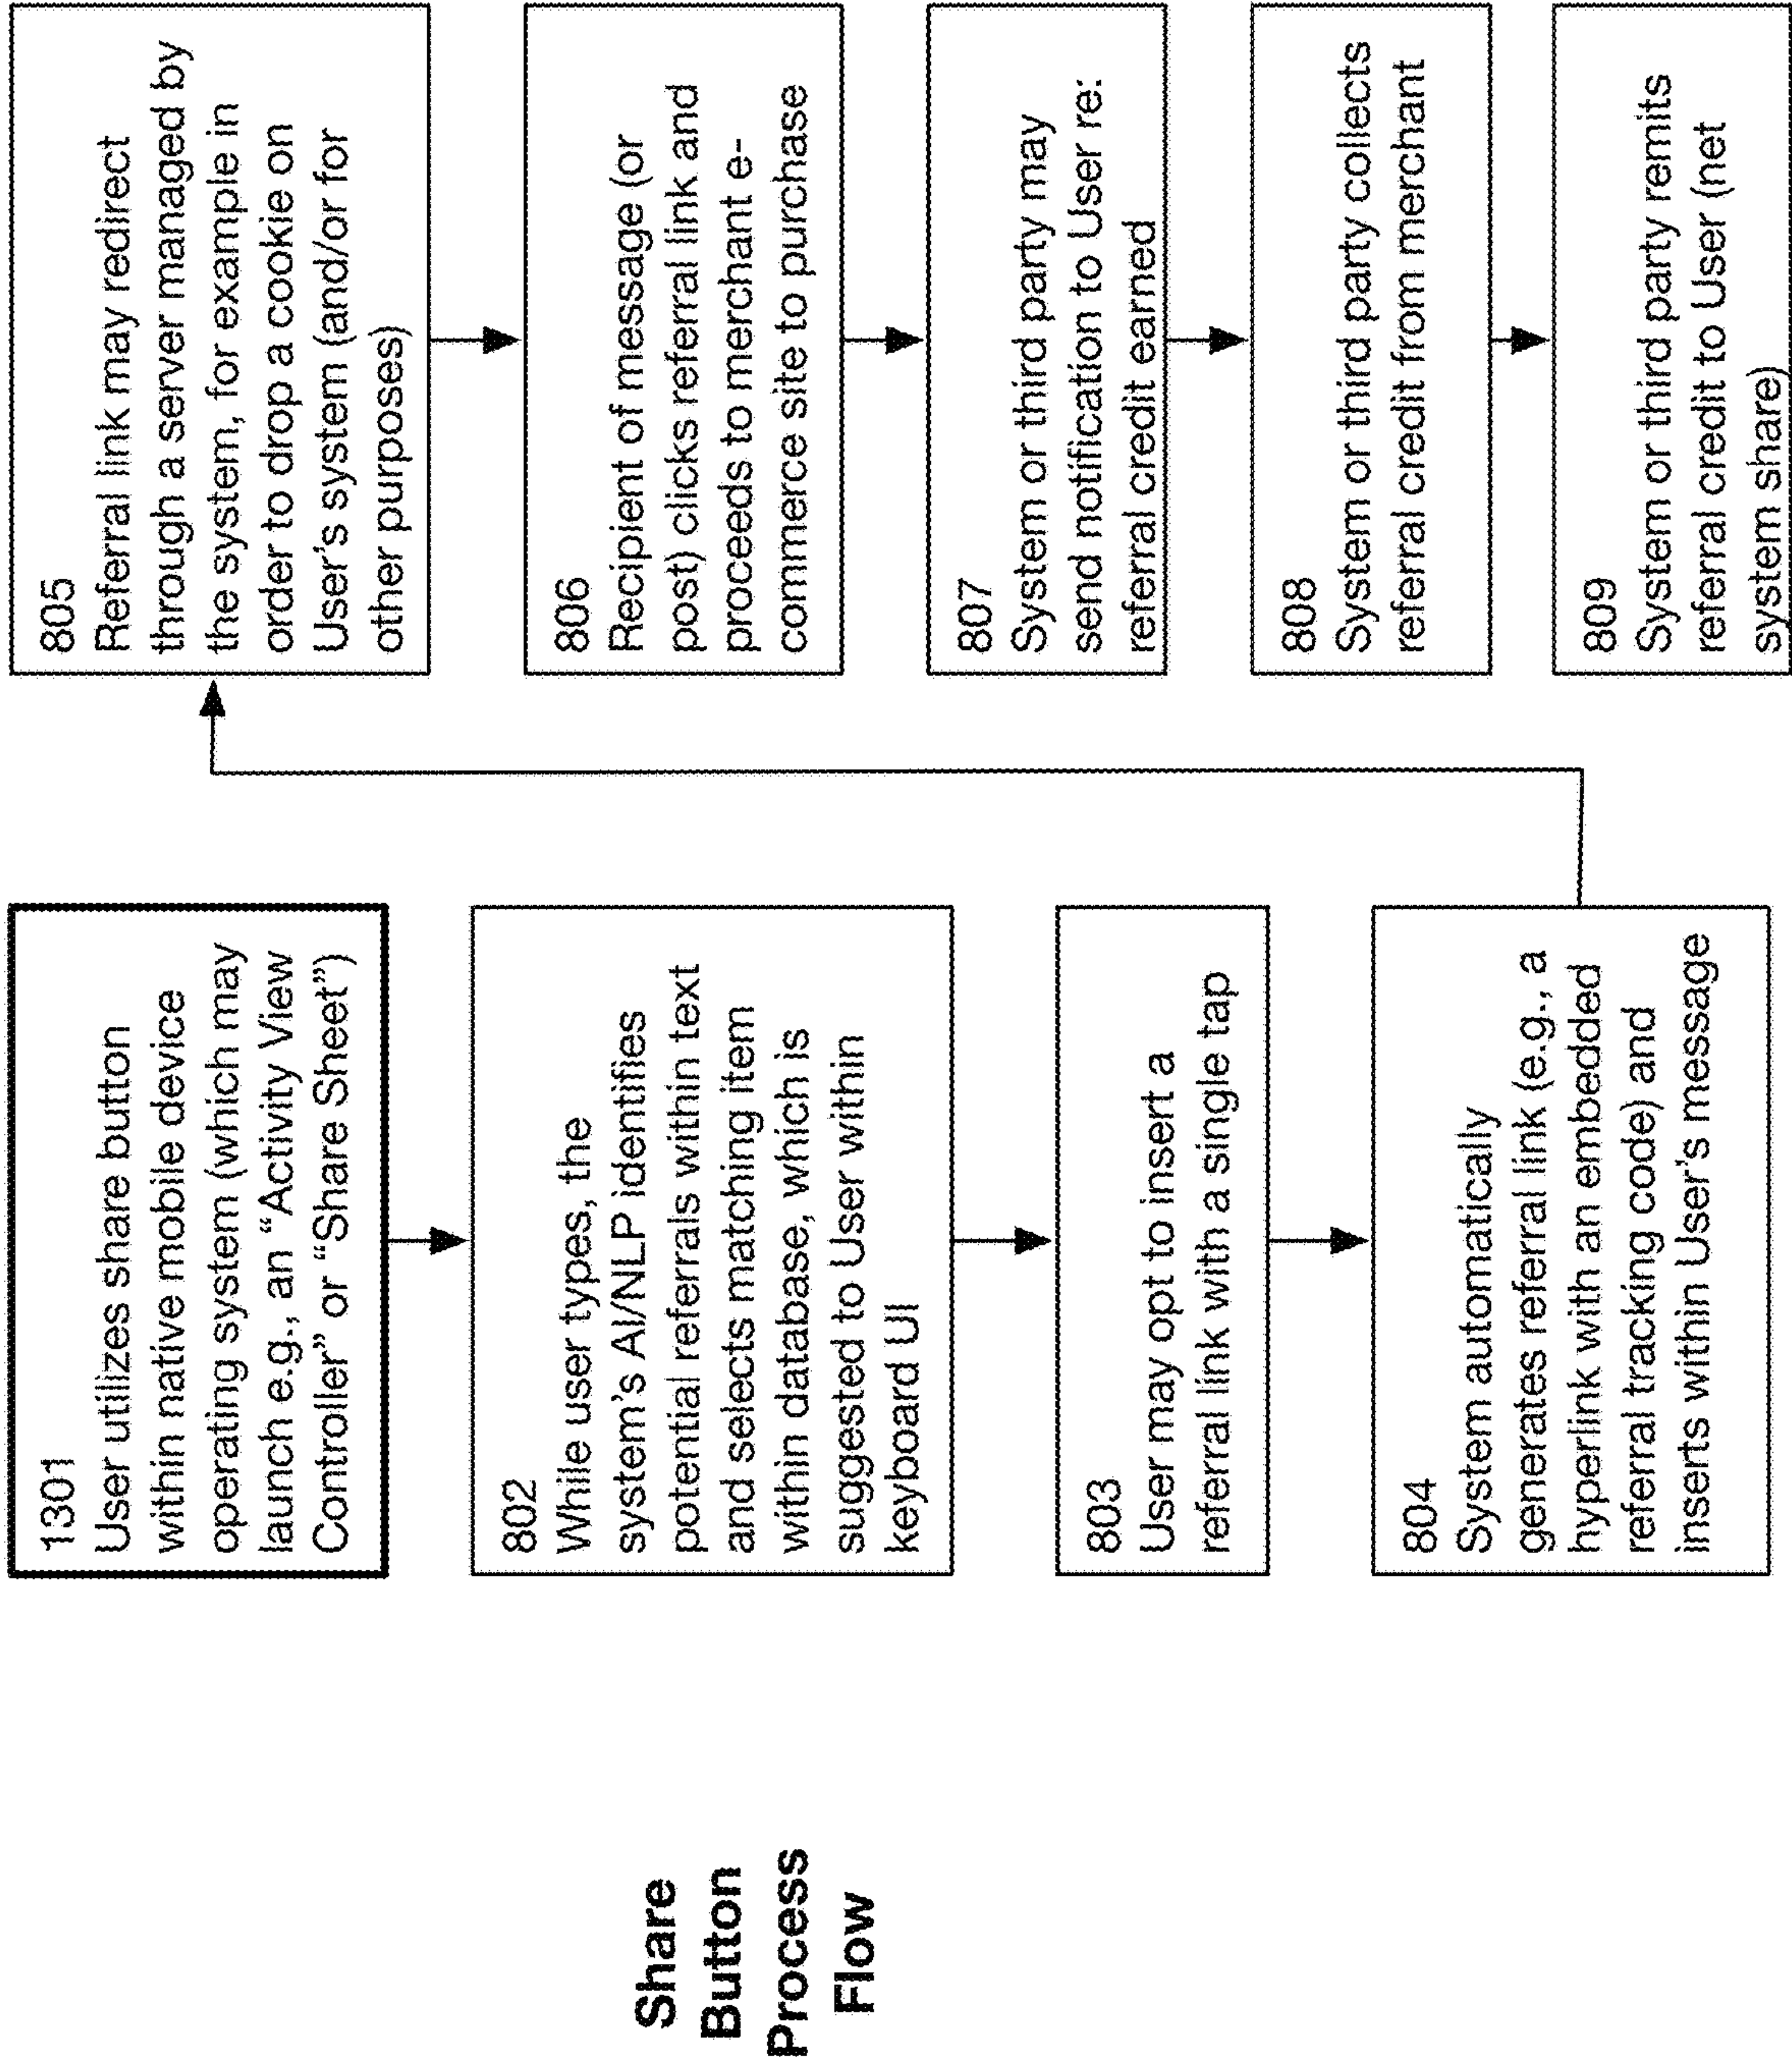 Share
Button
Process
Flow
1301
User utilizes share button
within native mobile device
operating system (which may
launch e.g., an “Activity View
Controller” or “Share Sheet”)
802
While user types, the
system's AI/NLP identifies
potential referrals within text
and selects matching item
within database, which is
suggested to User within
keyboard UI
803
User may opt to insert a
referral link with a single tap
804
System automatically
generates referral link (e.g., a
hyperlink with an embedded
referral tracking code) and
inserts within User's message
805
Referral link may redirect
through a server managed by
the system, for example in
order to drop a cookie on
User's system (and/or for
other purposes)
806
Recipient of message (or
post) clicks referral link and
proceeds to merchant e-
commerce site to purchase
807
System or third party may
send notification to User re:
referral credit earned
808
System or third party collects
referral credit from merchant
809
System or third party remits
referral credit to User (net
system share)